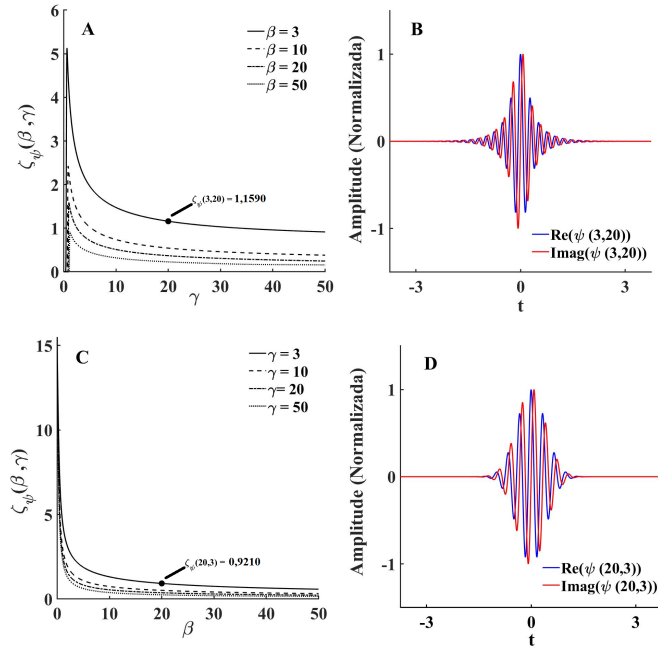 A
β = 3
β = 10
β = 20
β = 50
6
5
4
3
2
1
0
ζψ(β ,γ)
ζψ(3,20) = 1,1590
0 10 20 30 40 50
γ
B
Amplitude (Normalizada)
1
0
-1
Re(ψ (3,20))
Imag(ψ (3,20))
-3 0 3
t
C
γ = 3
γ = 10
γ= 20
γ = 50
15
10
5
0
ζψ(β ,γ)
ζψ(20,3) = 0,9210
0 10 20 30 40 50
β
D
Amplitude (Normalizada)
1
0
-1
Re(ψ (20,3))
Imag(ψ (20,3))
-3 0 3
t